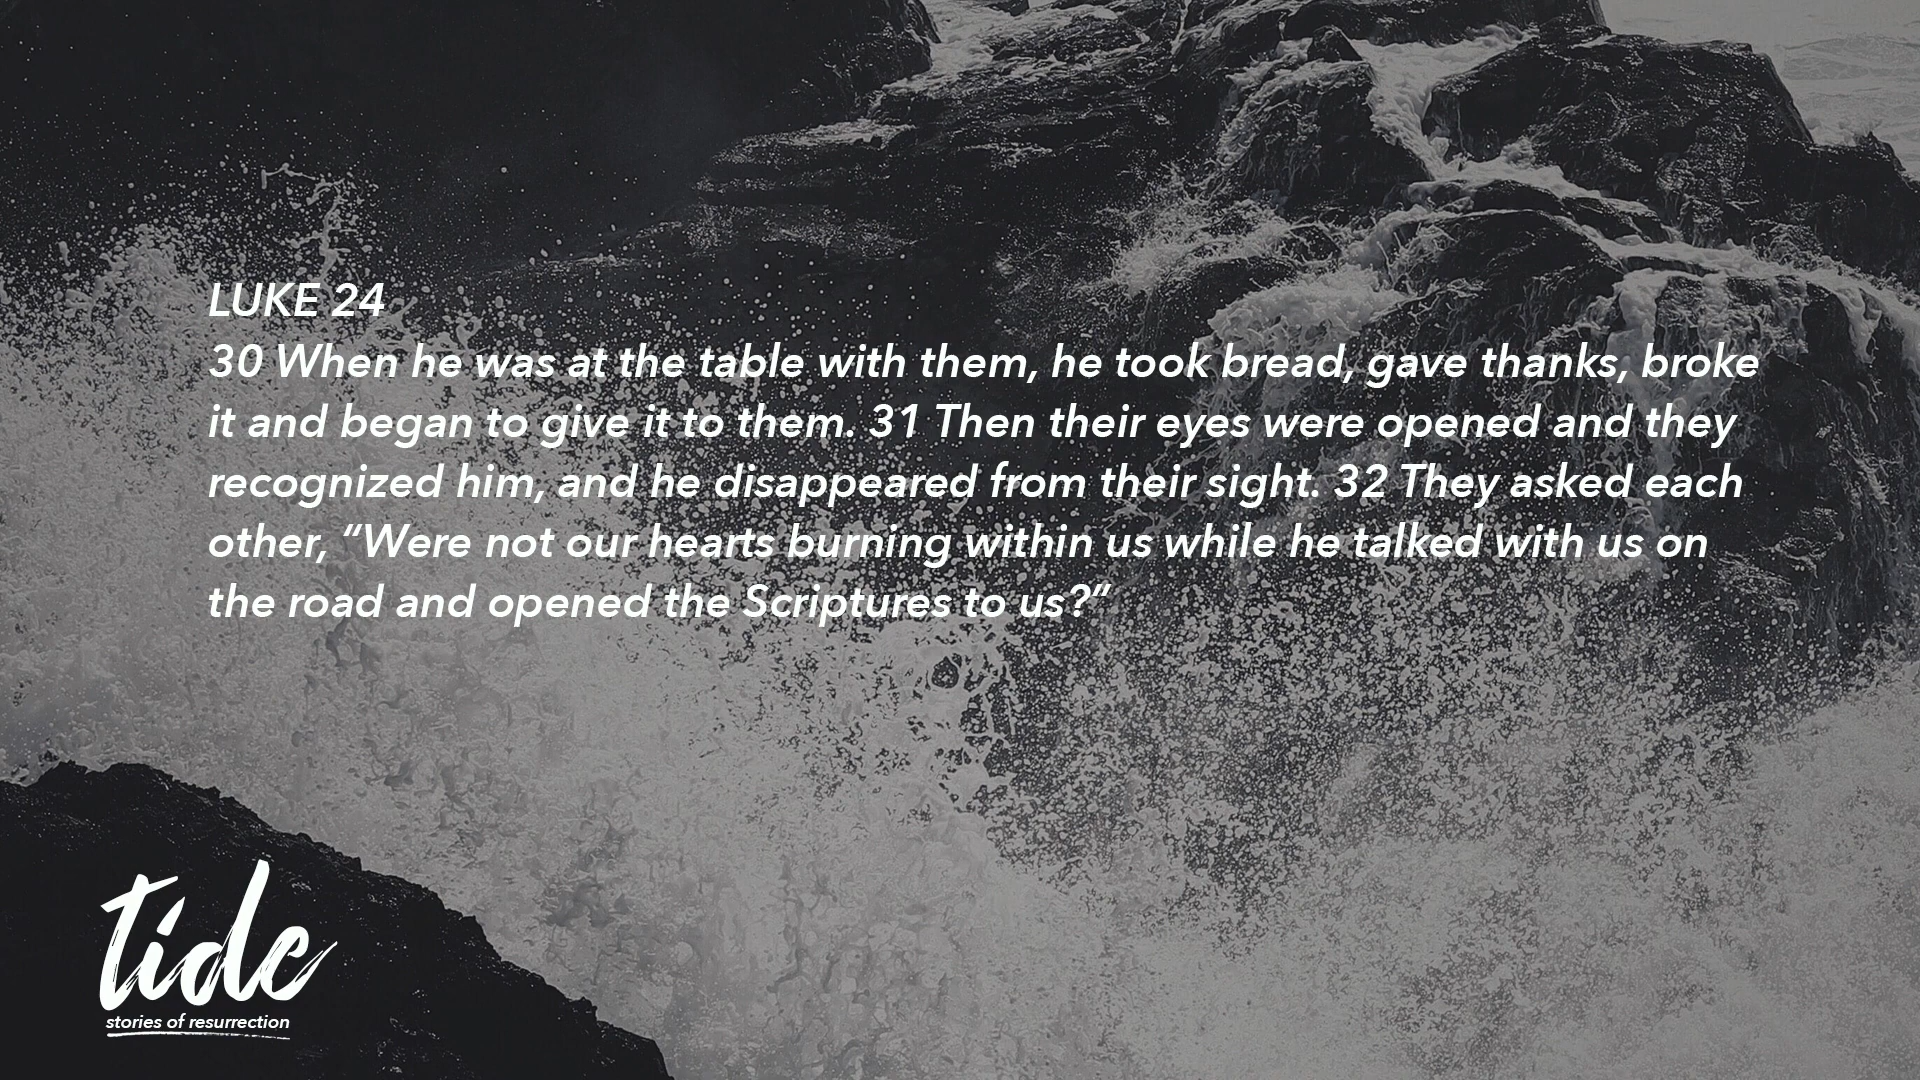 LUKE 24
30 When he was at the table with them, he took bread, gave thanks, broke
it and began to give it to them. 31 Then their eyes were opened and they
recognized him, and he disappeared from their sight. 32 They asked each
other, “Were not our hearts burning within us while he talked with us on
the road and opened the Scriptures to us?”
tide
stories of resurrection